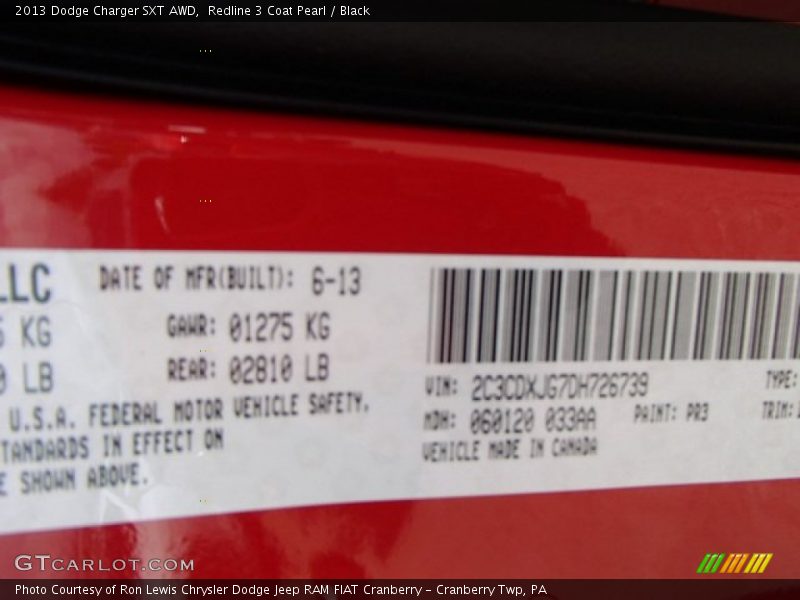 2013 Dodge Charger SXT AWD, Redline 3 Coat Pearl / Black
LLC DATE OF MFR(BUILT): 6-13
KG GAWR: 01275 KG
LB REAR: 02810 LB
U.S.A. FEDERAL MOTOR VEHICLE SAFETY.
TANDARDS IN EFFECT ON
E SHOWN ABOVE.
VIN: 2C3CDXJG7DH726739 TYPE:
MDH: 060120 033AA PAINT: PR3 TRIM:
VEHICLE MADE IN CANADA
GTCARLOT.COM
Photo Courtesy of Ron Lewis Chrysler Dodge Jeep RAM FIAT Cranberry – Cranberry Twp, PA